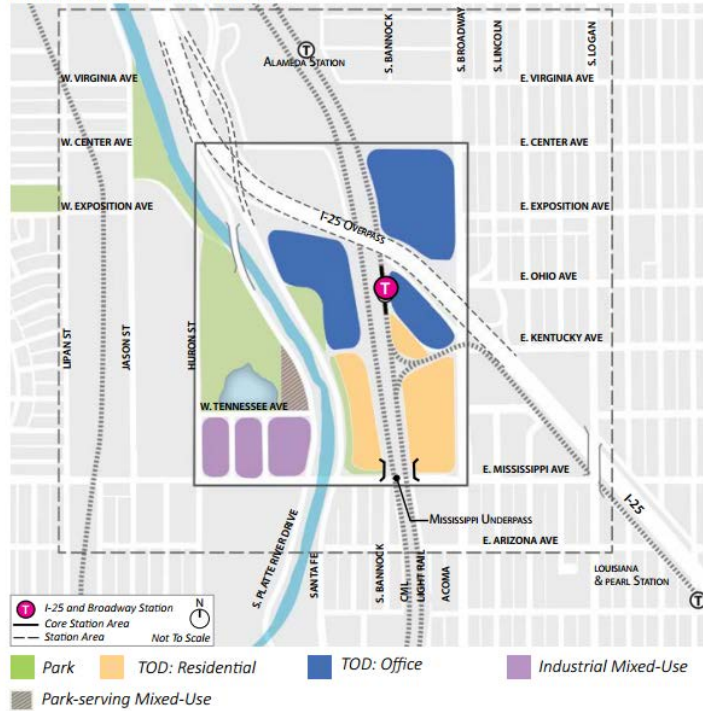 S. BANNOCK
S. BROADWAY
S. LINCOLN
S. LOGAN
T
ALAMEDA STATION
W. VIRGINIA AVE
E. VIRGINIA AVE
W. CENTER AVE
E. CENTER AVE
W. EXPOSITION AVE
E. EXPOSITION AVE
I-25 OVERPASS
E. OHIO AVE
T
E. KENTUCKY AVE
LIPAN ST
JASON ST
HURON ST
W. TENNESSEE AVE
E. MISSISSIPPI AVE
I-25
MISSISSIPPI UNDERPASS
E. ARIZONA AVE
S. PLATTE RIVER DRIVE
SANTA FE
S. BANNOCK
CML
LIGHT RAIL
ACOMA
LOUISIANA
& PEARL STATION
T
T I-25 and Broadway Station
Core Station Area
Station Area
N
Not To Scale
Park
TOD: Residential
TOD: Office
Industrial Mixed-Use
Park-serving Mixed-Use